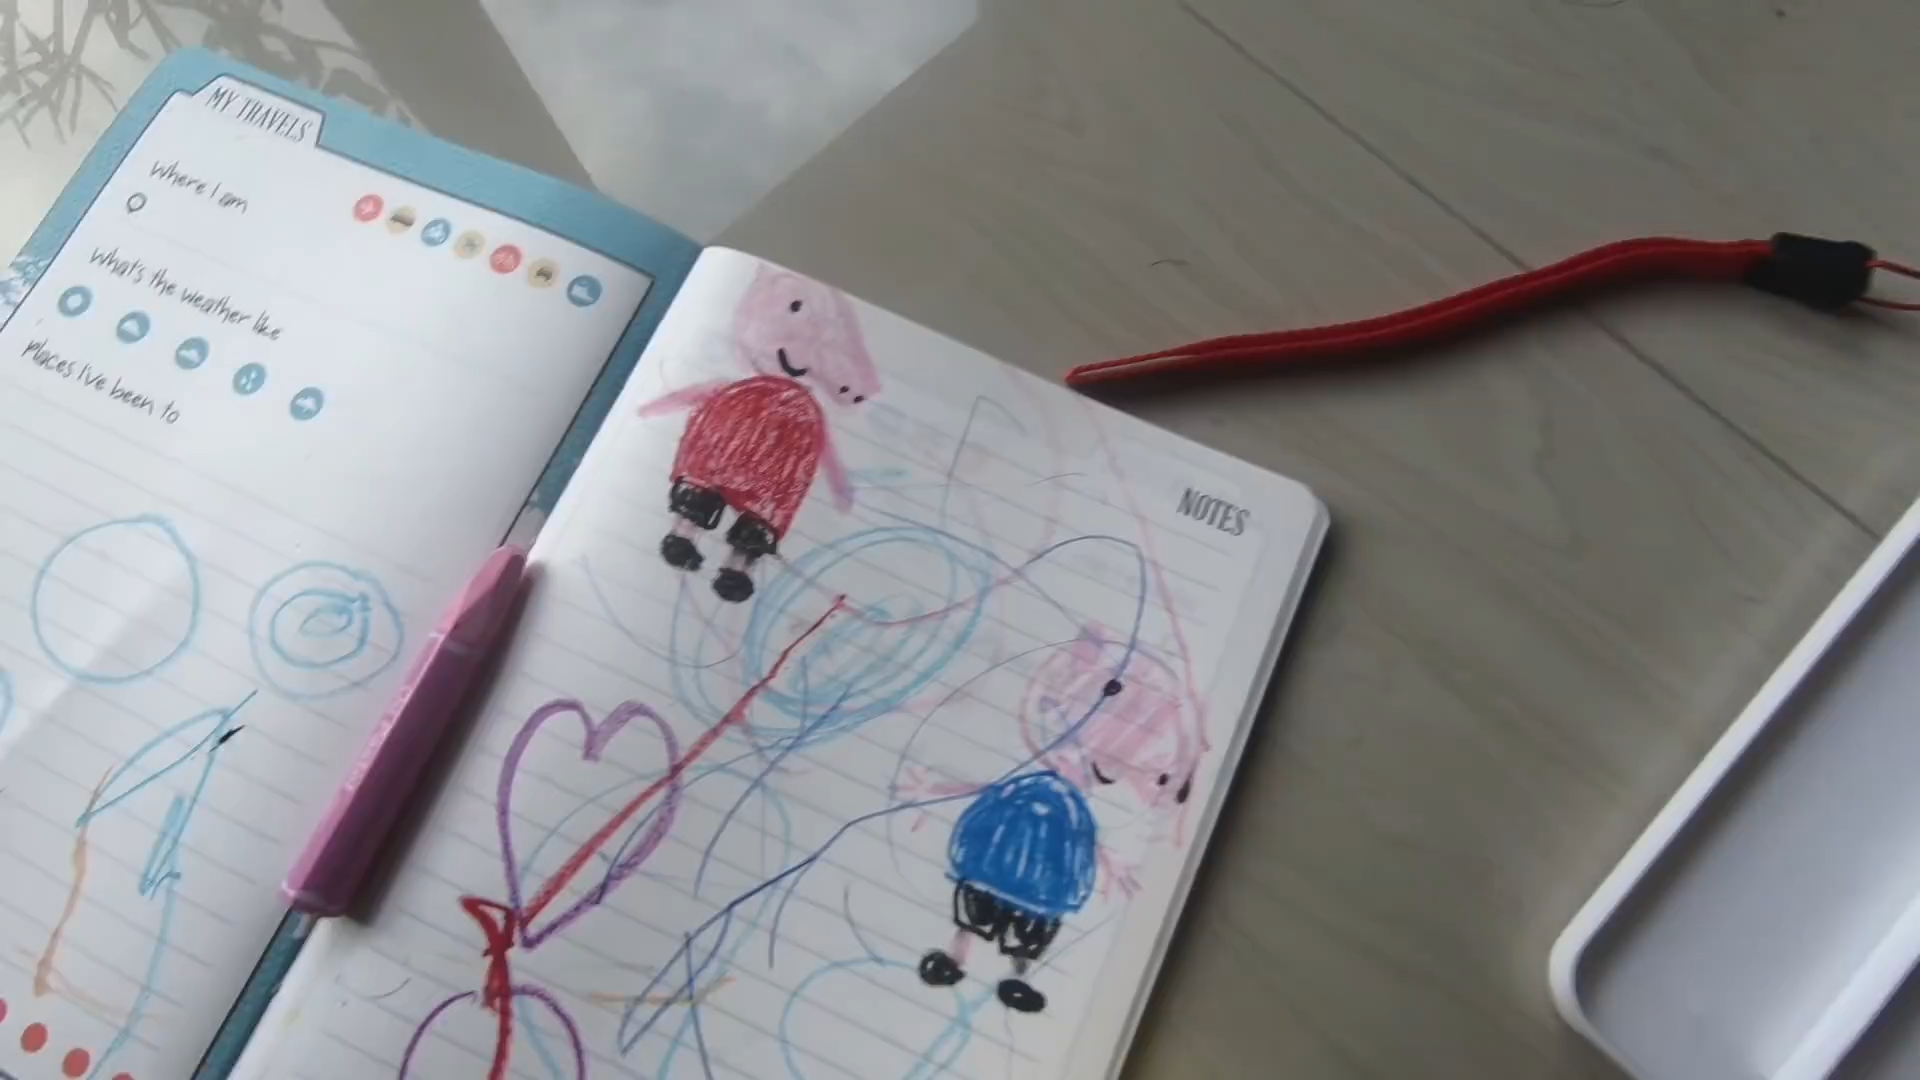 MY TRAVELS
Where I am
What's the weather like
Places I've been to
NOTES